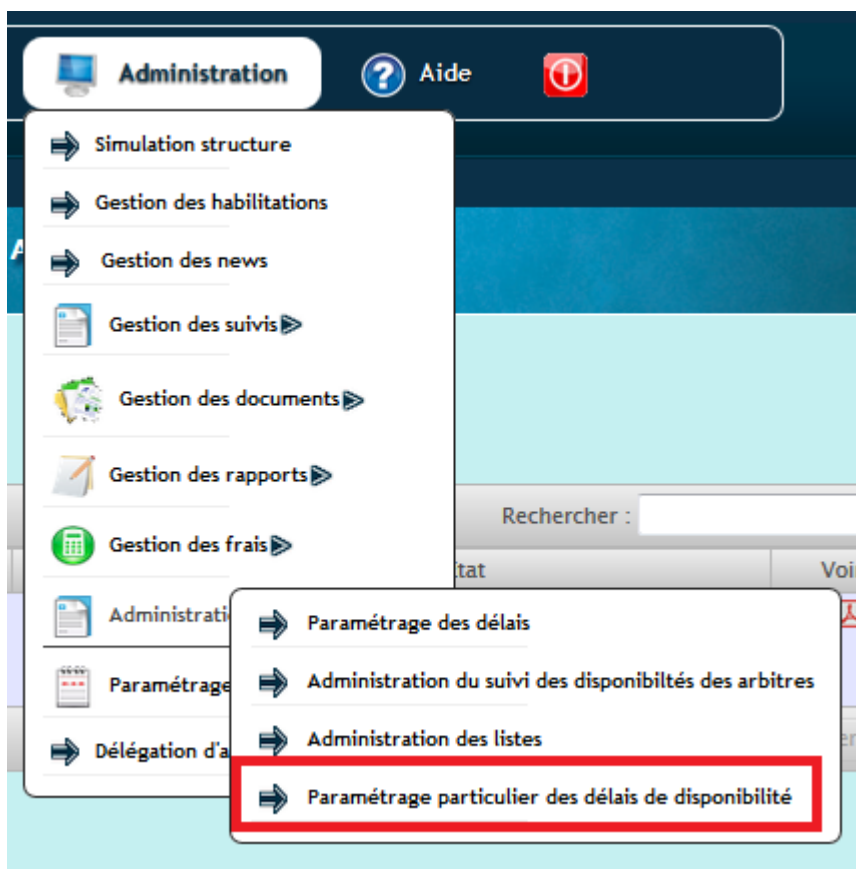 Administration
Aide
Simulation structure
Gestion des habilitations
A
Gestion des news
Gestion des suivis
Gestion des documents
Gestion des rapports
Rechercher :
Gestion des frais
tat
Voi
Administrati
Paramétrage des délais
Paramétrage
Administration du suivi des disponibiltés des arbitres
Délégation d'a
Administration des listes
Paramétrage particulier des délais de disponibilité